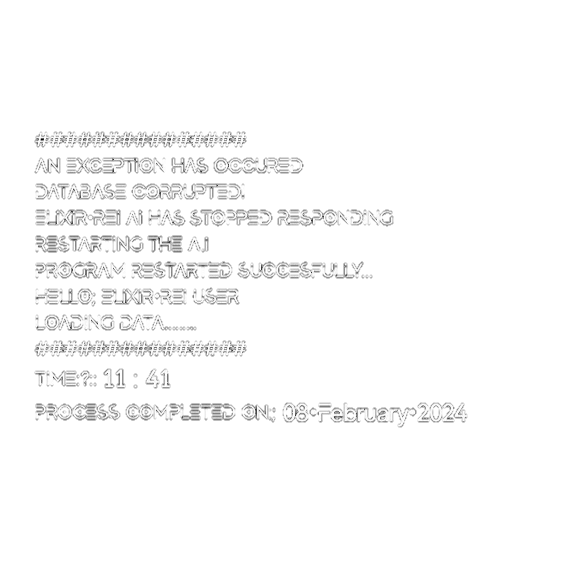 ###############
AN EXCEPTION HAS OCCURED
DATABASE CORRUPTED!
ELIXIR•REI AI HAS STOPPED RESPONDING
RESTARTING THE A.I
PROGRAM RESTARTED SUCCESFULLY...
HELLO; ELIXIR•REI USER
LOADING DATA........
###############
TIME:?:: 11 : 41
PROCESS COMPLETED ON; 08•February•2024